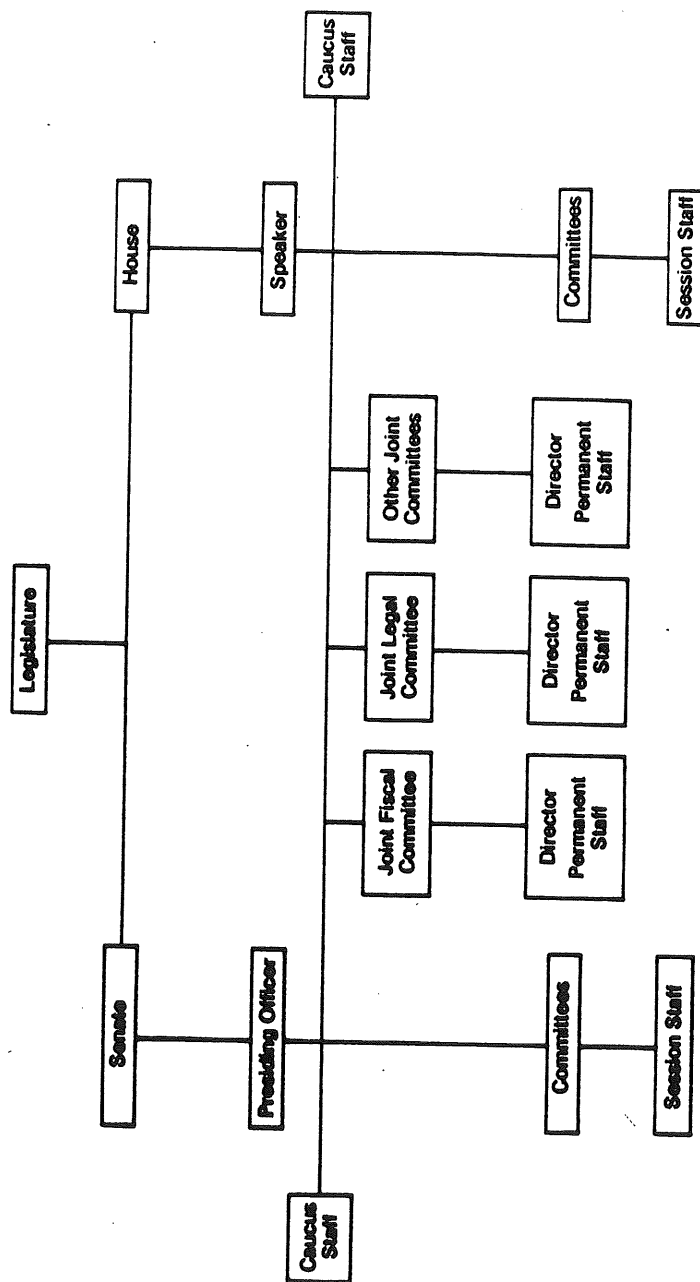 Legislature
Senate
House
Presiding Officer
Speaker
Caucus
Staff
Caucus
Staff
Joint Fiscal
Committee
Joint Legal
Committee
Other Joint
Committees
Committees
Director
Permanent
Staff
Director
Permanent
Staff
Director
Permanent
Staff
Committees
Session Staff
Session Staff